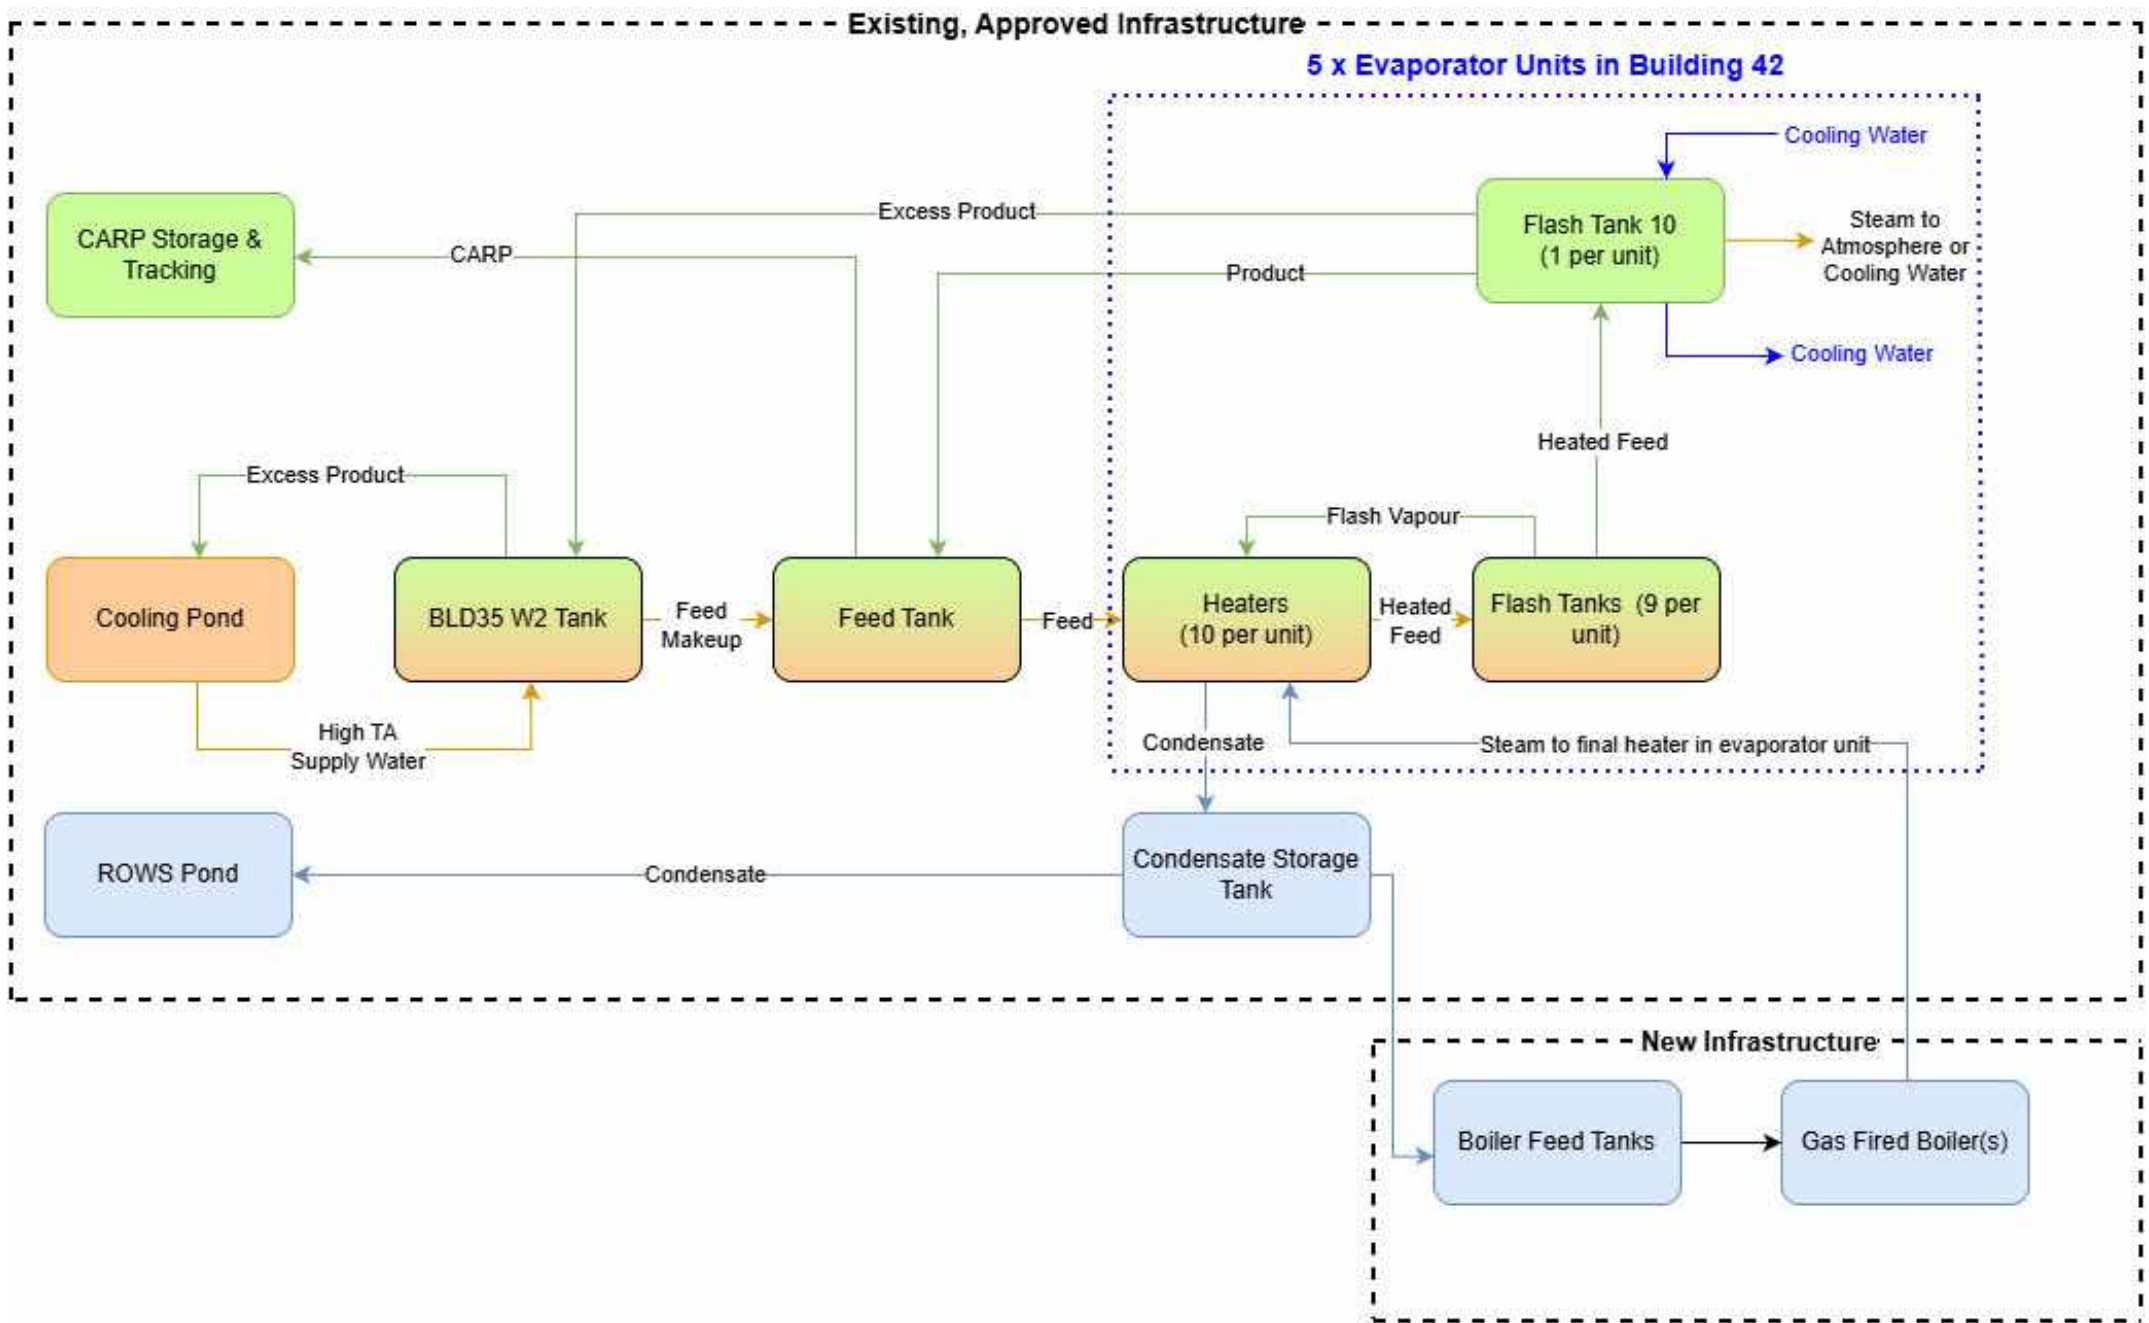 Existing, Approved Infrastructure
5 x Evaporator Units in Building 42
Cooling Water
CARP Storage &
Tracking
Excess Product
CARP
Product
Flash Tank 10
(1 per unit)
Steam to
Atmosphere or
Cooling Water
Cooling Water
Heated Feed
Excess Product
Flash Vapour
Cooling Pond
BLD35 W2 Tank
Feed
Makeup
Feed Tank
Feed
Heaters
(10 per unit)
Heated
Feed
Flash Tanks (9 per
unit)
High TA
Supply Water
Condensate
Steam to final heater in evaporator unit
ROWS Pond
Condensate
Condensate Storage
Tank
New Infrastructure
Boiler Feed Tanks
Gas Fired Boiler(s)